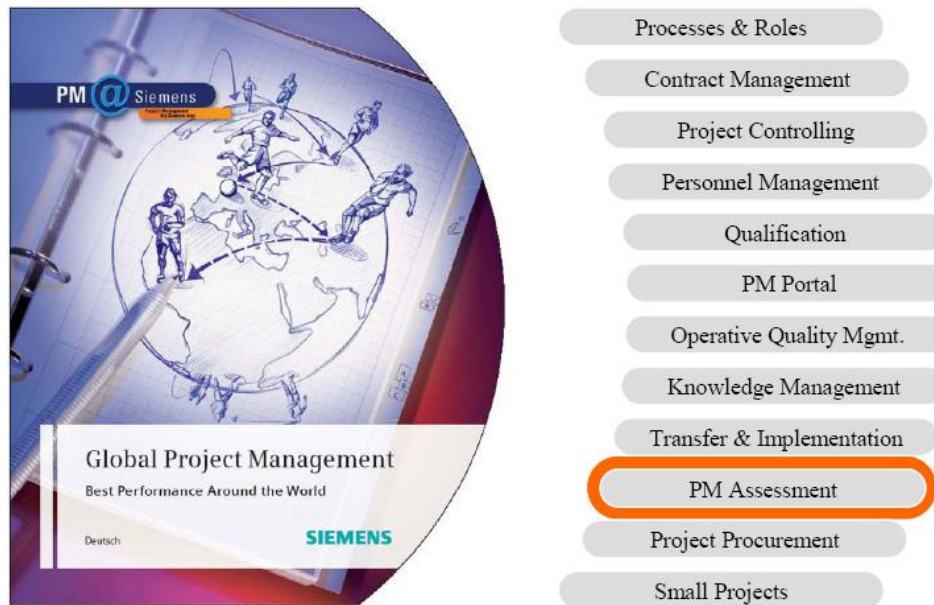 PM@Siemens
Global Project Management
Best Performance Around the World
Deutsch
SIEMENS
Processes & Roles
Contract Management
Project Controlling
Personnel Management
Qualification
PM Portal
Operative Quality Mgmt.
Knowledge Management
Transfer & Implementation
PM Assessment
Project Procurement
Small Projects